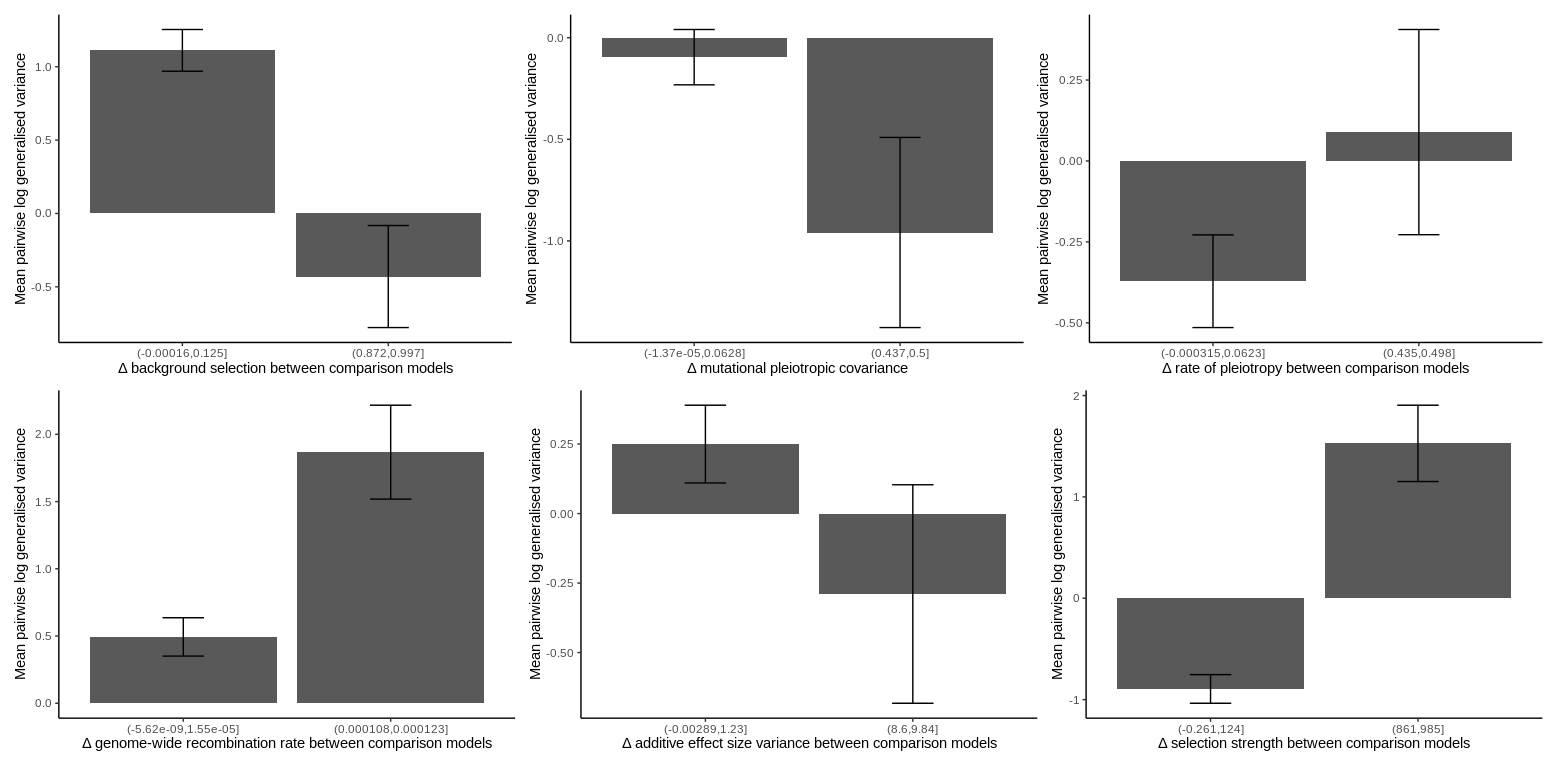 Mean pairwise log generalised variance
1.0
0.5
0.0
-0.5
(-0.00016,0.125]
(0.872,0.997]
Δ background selection between comparison models
Mean pairwise log generalised variance
0.0
-0.5
-1.0
(-1.37e-05,0.0628]
(0.437,0.5]
Δ mutational pleiotropic covariance
Mean pairwise log generalised variance
0.25
0.00
-0.25
-0.50
(-0.000315,0.0623]
(0.435,0.498]
Δ rate of pleiotropy between comparison models
Mean pairwise log generalised variance
2.0
1.5
1.0
0.5
0.0
(-5.62e-09,1.55e-05]
(0.000108,0.000123]
Δ genome-wide recombination rate between comparison models
Mean pairwise log generalised variance
0.25
0.00
-0.25
-0.50
(-0.00289,1.23]
(8.6,9.84]
Δ additive effect size variance between comparison models
Mean pairwise log generalised variance
2
1
0
-1
(-0.261,124]
(861,985]
Δ selection strength between comparison models